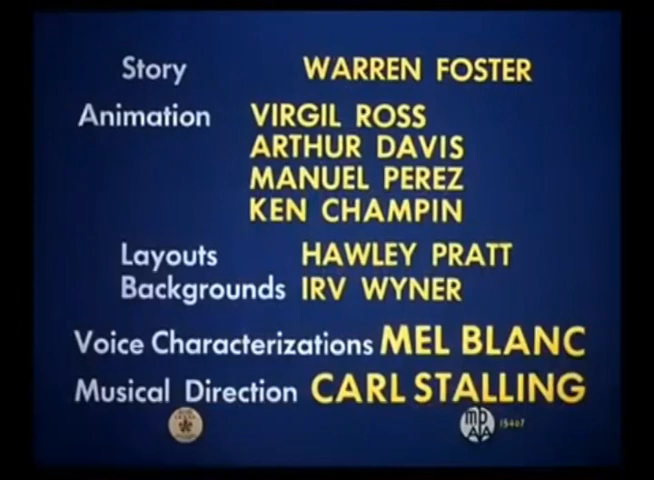 Story WARREN FOSTER
Animation VIRGIL ROSS
ARTHUR DAVIS
MANUEL PEREZ
KEN CHAMPIN
Layouts HAWLEY PRATT
Backgrounds IRV WYNER
Voice Characterizations MEL BLANC
Musical Direction CARL STALLING